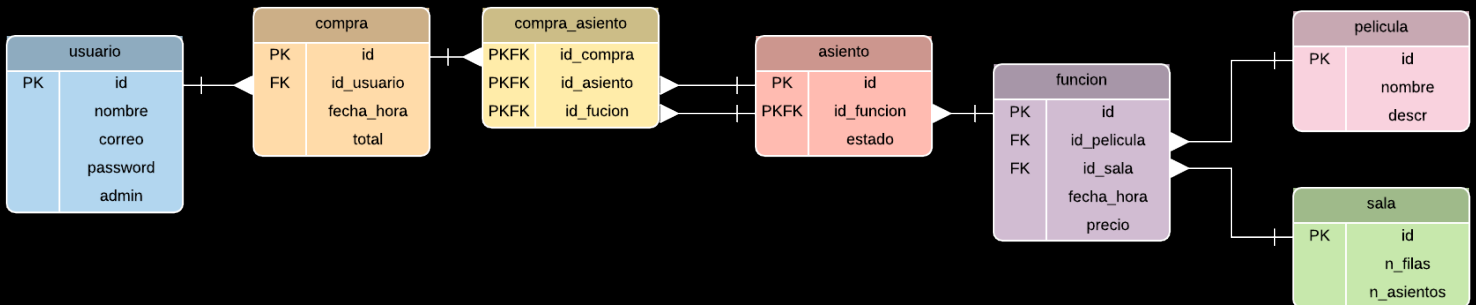 usuario
PK id
nombre
correo
password
admin
compra
PK id
FK id_usuario
fecha_hora
total
compra_asiento
PKFK id_compra
PKFK id_asiento
PKFK id_fucion
asiento
PK id
PKFK id_funcion
estado
funcion
PK id
FK id_pelicula
FK id_sala
fecha_hora
precio
pelicula
PK id
nombre
descr
sala
PK id
n_filas
n_asientos